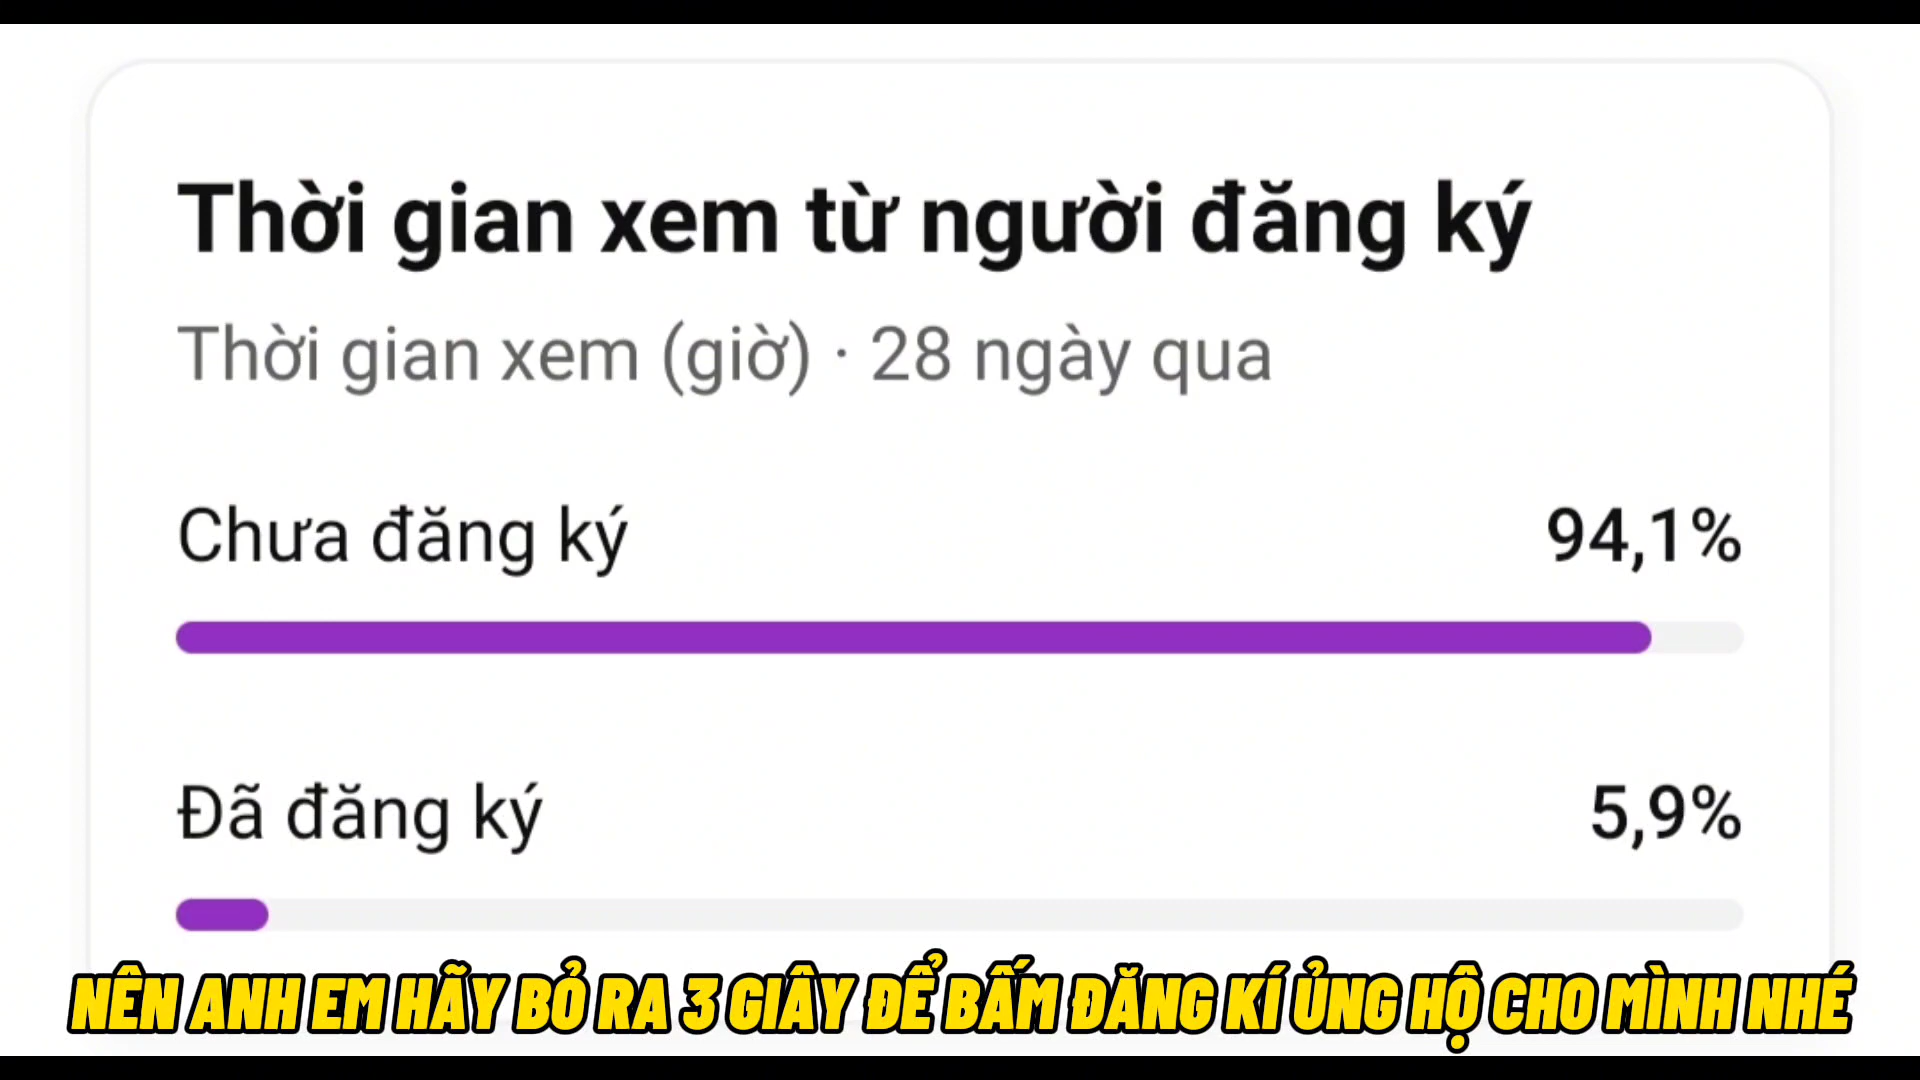 Thời gian xem từ người đăng ký
Thời gian xem (giờ) · 28 ngày qua
Chưa đăng ký 94,1%
Đã đăng ký 5,9%
NÊN ANH EM HÃY BỎ RA 3 GIÂY ĐỂ BẤM ĐĂNG KÍ ỦNG HỘ CHO MÌNH NHÉ